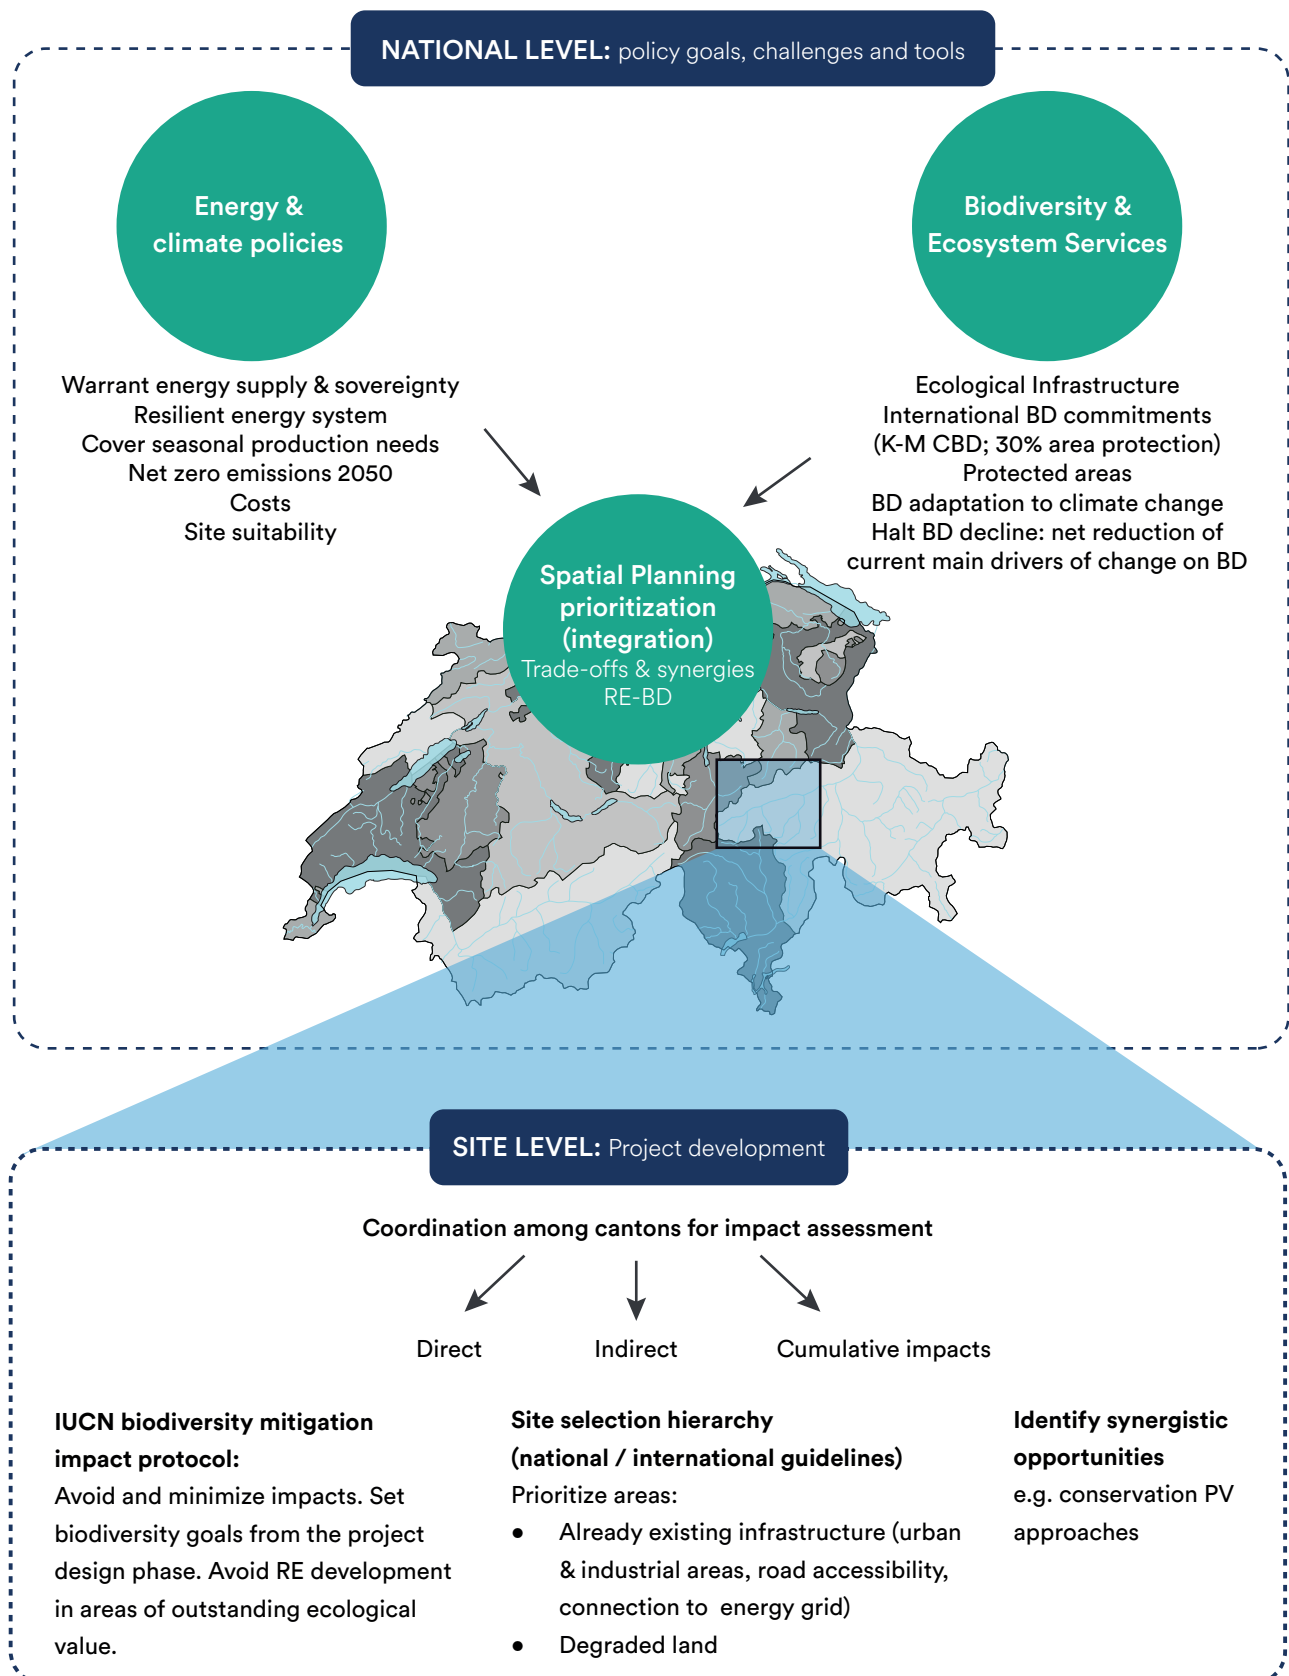 NATIONAL LEVEL: policy goals, challenges and tools
Energy &
climate policies
Biodiversity &
Ecosystem Services
Warrant energy supply & sovereignty
Resilient energy system
Cover seasonal production needs
Net zero emissions 2050
Costs
Site suitability
Ecological Infrastructure
International BD commitments
(K-M CBD; 30% area protection)
Protected areas
BD adaptation to climate change
Halt BD decline: net reduction of
current main drivers of change on BD
Spatial Planning
prioritization
(integration)
Trade-offs & synergies
RE-BD
SITE LEVEL: Project development
Coordination among cantons for impact assessment
Direct
Indirect
Cumulative impacts
IUCN biodiversity mitigation
impact protocol:
Avoid and minimize impacts. Set
biodiversity goals from the project
design phase. Avoid RE development
in areas of outstanding ecological
value.
Site selection hierarchy
(national / international guidelines)
Prioritize areas:
● Already existing infrastructure (urban
& industrial areas, road accessibility,
connection to energy grid)
● Degraded land
Identify synergistic
opportunities
e.g. conservation PV
approaches